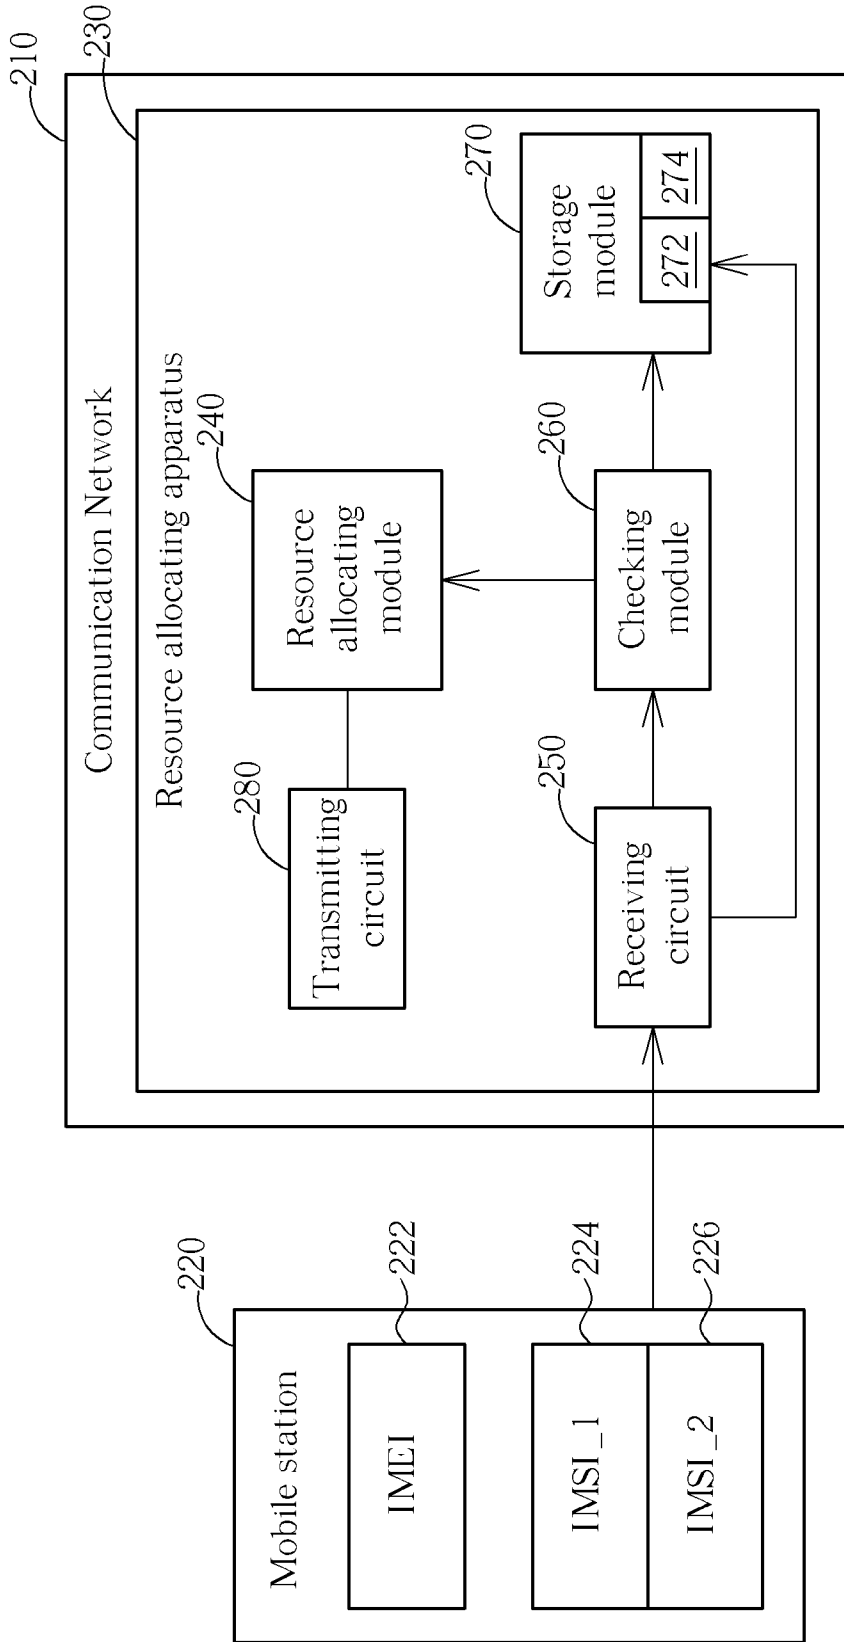 210
Communication Network
230
Resource allocating apparatus
220
Mobile station
IMEI
222
IMSI_1
224
IMSI_2
226
280
Transmitting
circuit
240
Resource
allocating
module
250
Receiving
circuit
260
Checking
module
270
Storage
module
272
274